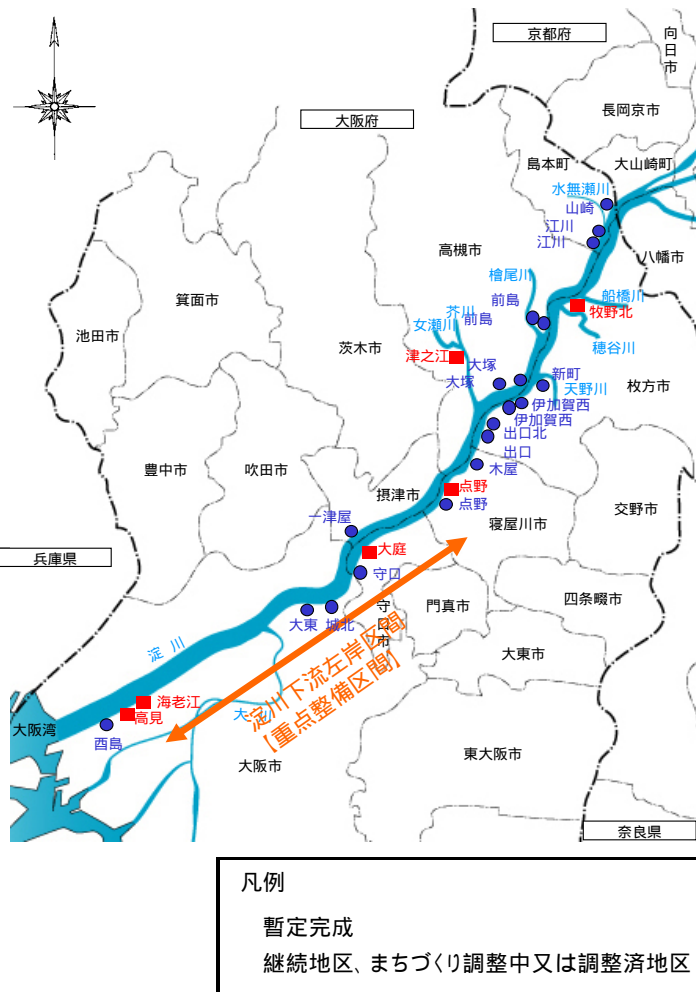 京都府
向日市
大阪府
長岡京市
島本町
大山崎町
水無瀬川
山崎
江川
江川
高槻市
八幡市
檜尾川
前島
船橋川
牧野北
箕面市
芥川
女瀬川
前島
穂谷川
池田市
茨木市
津之江
大塚
大塚
新町
天野川
枚方市
伊加賀西
伊加賀西
出口北
出口
木屋
豊中市
吹田市
摂津市
点野
点野
交野市
一津屋
寝屋川市
兵庫県
大庭
守口
門真市
四条畷市
守口市
大東
城北
大東市
淀川
淀川下流左岸区間
【重点整備区間】
海老江
高見
大阪湾
酉島
大阪市
東大阪市
奈良県
凡例
暫定完成
継続地区、まちづくり調整中又は調整済地区